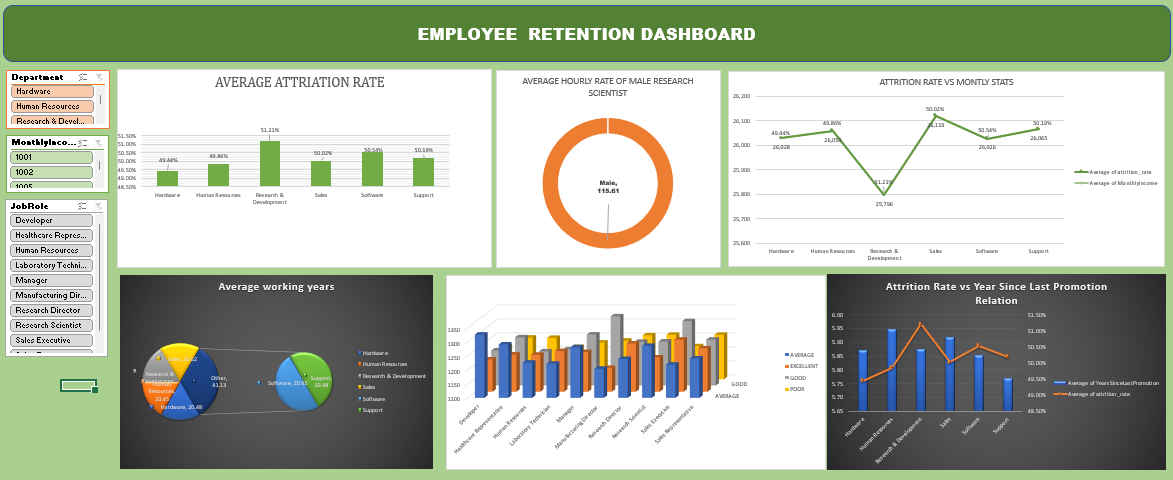 EMPLOYEE RETENTION DASHBOARD
Department
Hardware
Human Resources
Research & Devel...
MonthlyInco...
1001
1002
1005
JobRole
Developer
Healthcare Repres...
Human Resources
Laboratory Techni...
Manager
Manufacturing Dir...
Research Director
Research Scientist
Sales Executive
AVERAGE ATTRIATION RATE
51.50%
51.00%
50.50%
50.00%
49.50%
49.00%
48.50%
49.44%
49.86%
51.21%
50.02%
50.54%
50.19%
Hardware
Human Resources
Research &
Development
Sales
Software
Support
AVERAGE HOURLY RATE OF MALE RESEARCH
SCIENTIST
Male,
115.61
ATTRITION RATE VS MONTLY STATS
26,200
26,100
26,000
25,900
25,800
25,700
25,600
49.44%
26,028
49.86%
51.21%
25,796
50.02%
26,119
50.54%
26,026
50.19%
26,065
Hardware
Human Resources
Research &
Development
Sales
Software
Support
Average of attrition_rate
Average of MonthlyIncome
Average working years
Research &
Human
Resources,
Hardware, 20.48
Other,
41.13
Software, 20.65
Support,
20.48
Hardware
Human Resources
Research & Development
Sales
Software
Support
1350
1300
1250
1200
1150
1100
Developer
Healthcare Representative
Human Resources
Laboratory Technician
Manager
Manufacturing Director
Research Director
Research Scientist
Sales Executive
Sales Representative
GOOD
AVERAGE
AVERAGE
EXCELLENT
GOOD
POOR
Attrition Rate vs Year Since Last Promotion
Relation
6.00
5.95
5.90
5.85
5.80
5.75
5.70
5.65
51.50%
51.00%
50.50%
50.00%
49.50%
49.00%
48.50%
Hardware
Human Resources
Research & Development
Sales
Software
Support
Average of YearsSinceLastPromotion
Average of attrition_rate